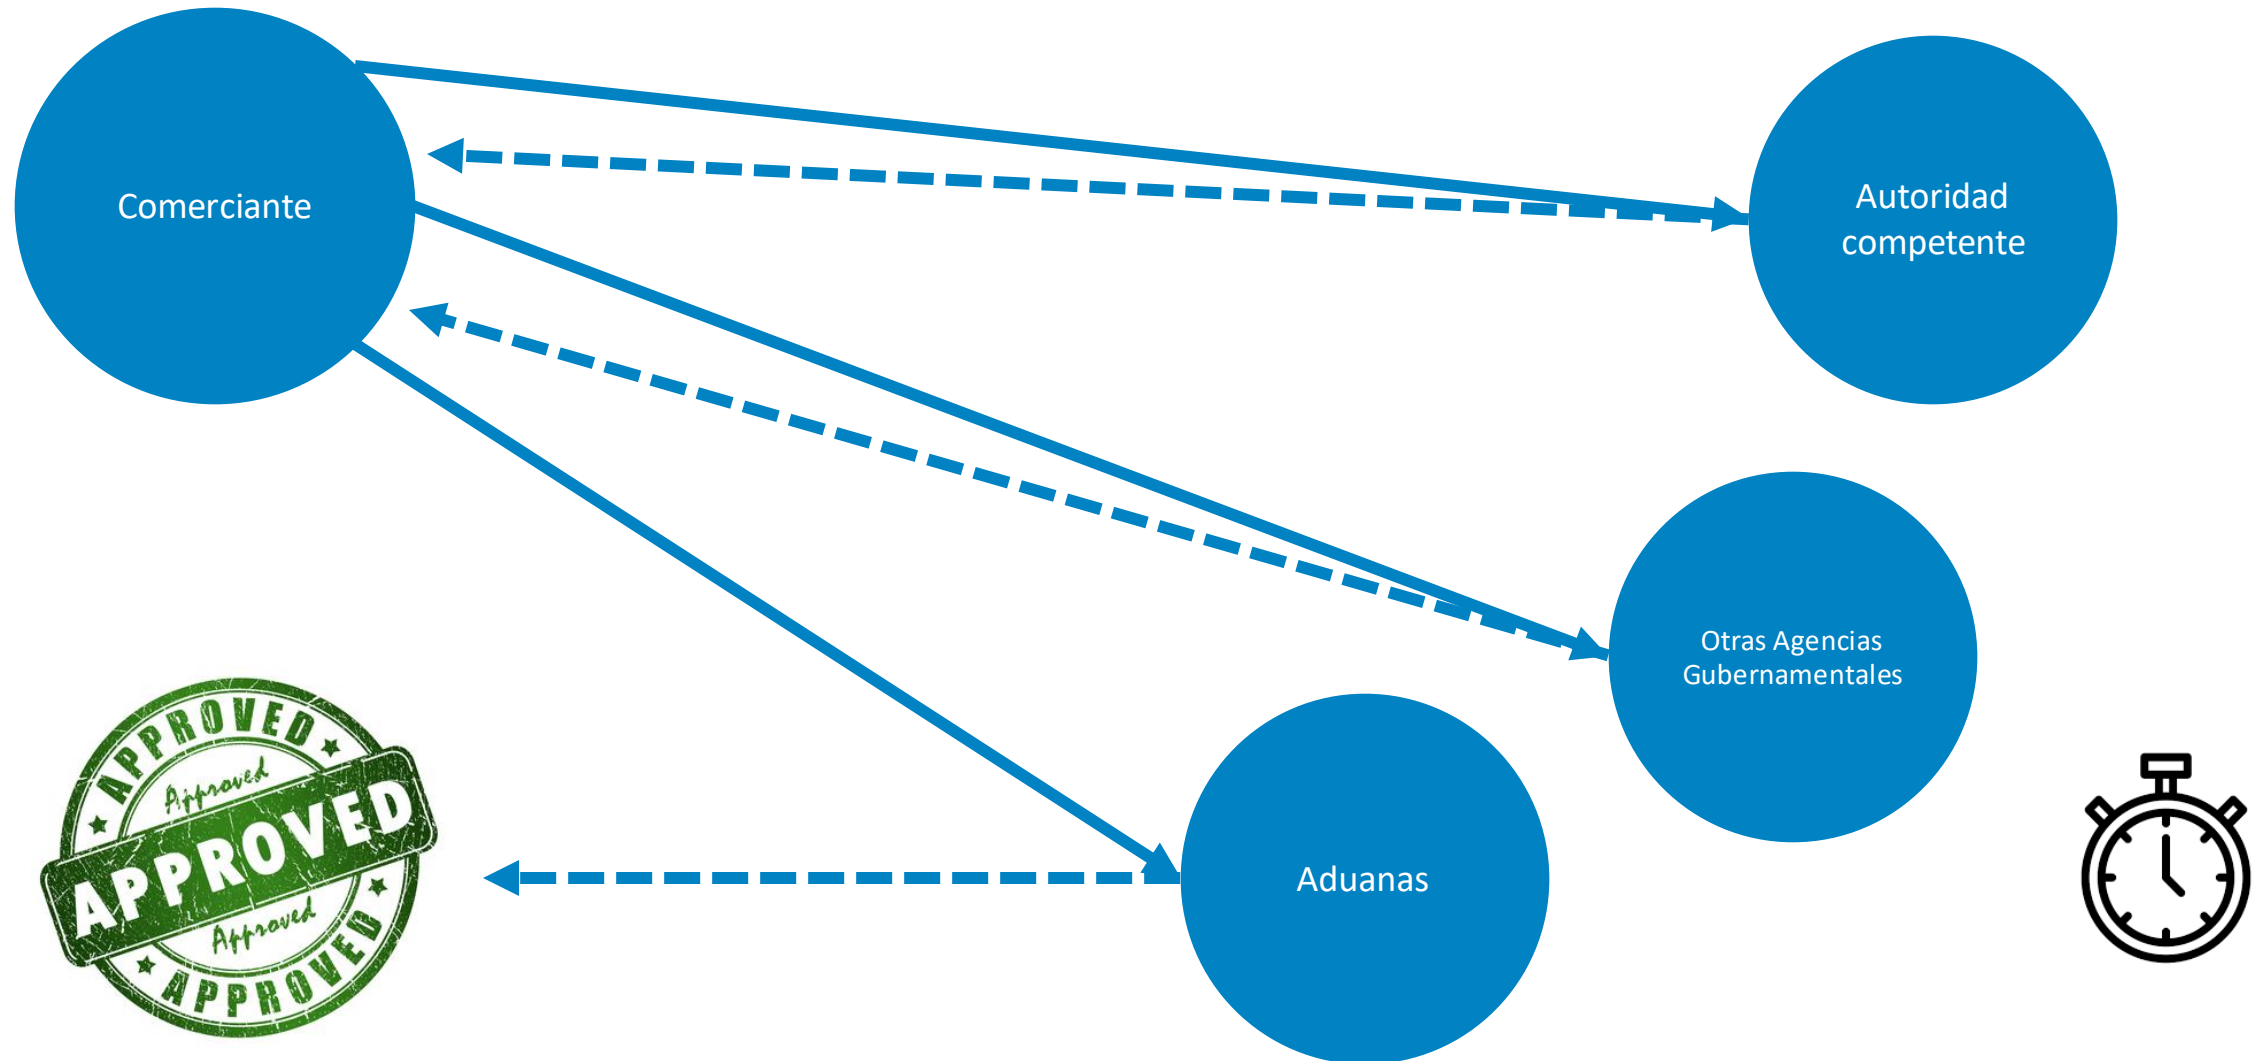 Comerciante
Autoridad
competente
Otras Agencias
Gubernamentales
Aduanas
APPROVED
Approved
APPROVED
Approved
APPROVED